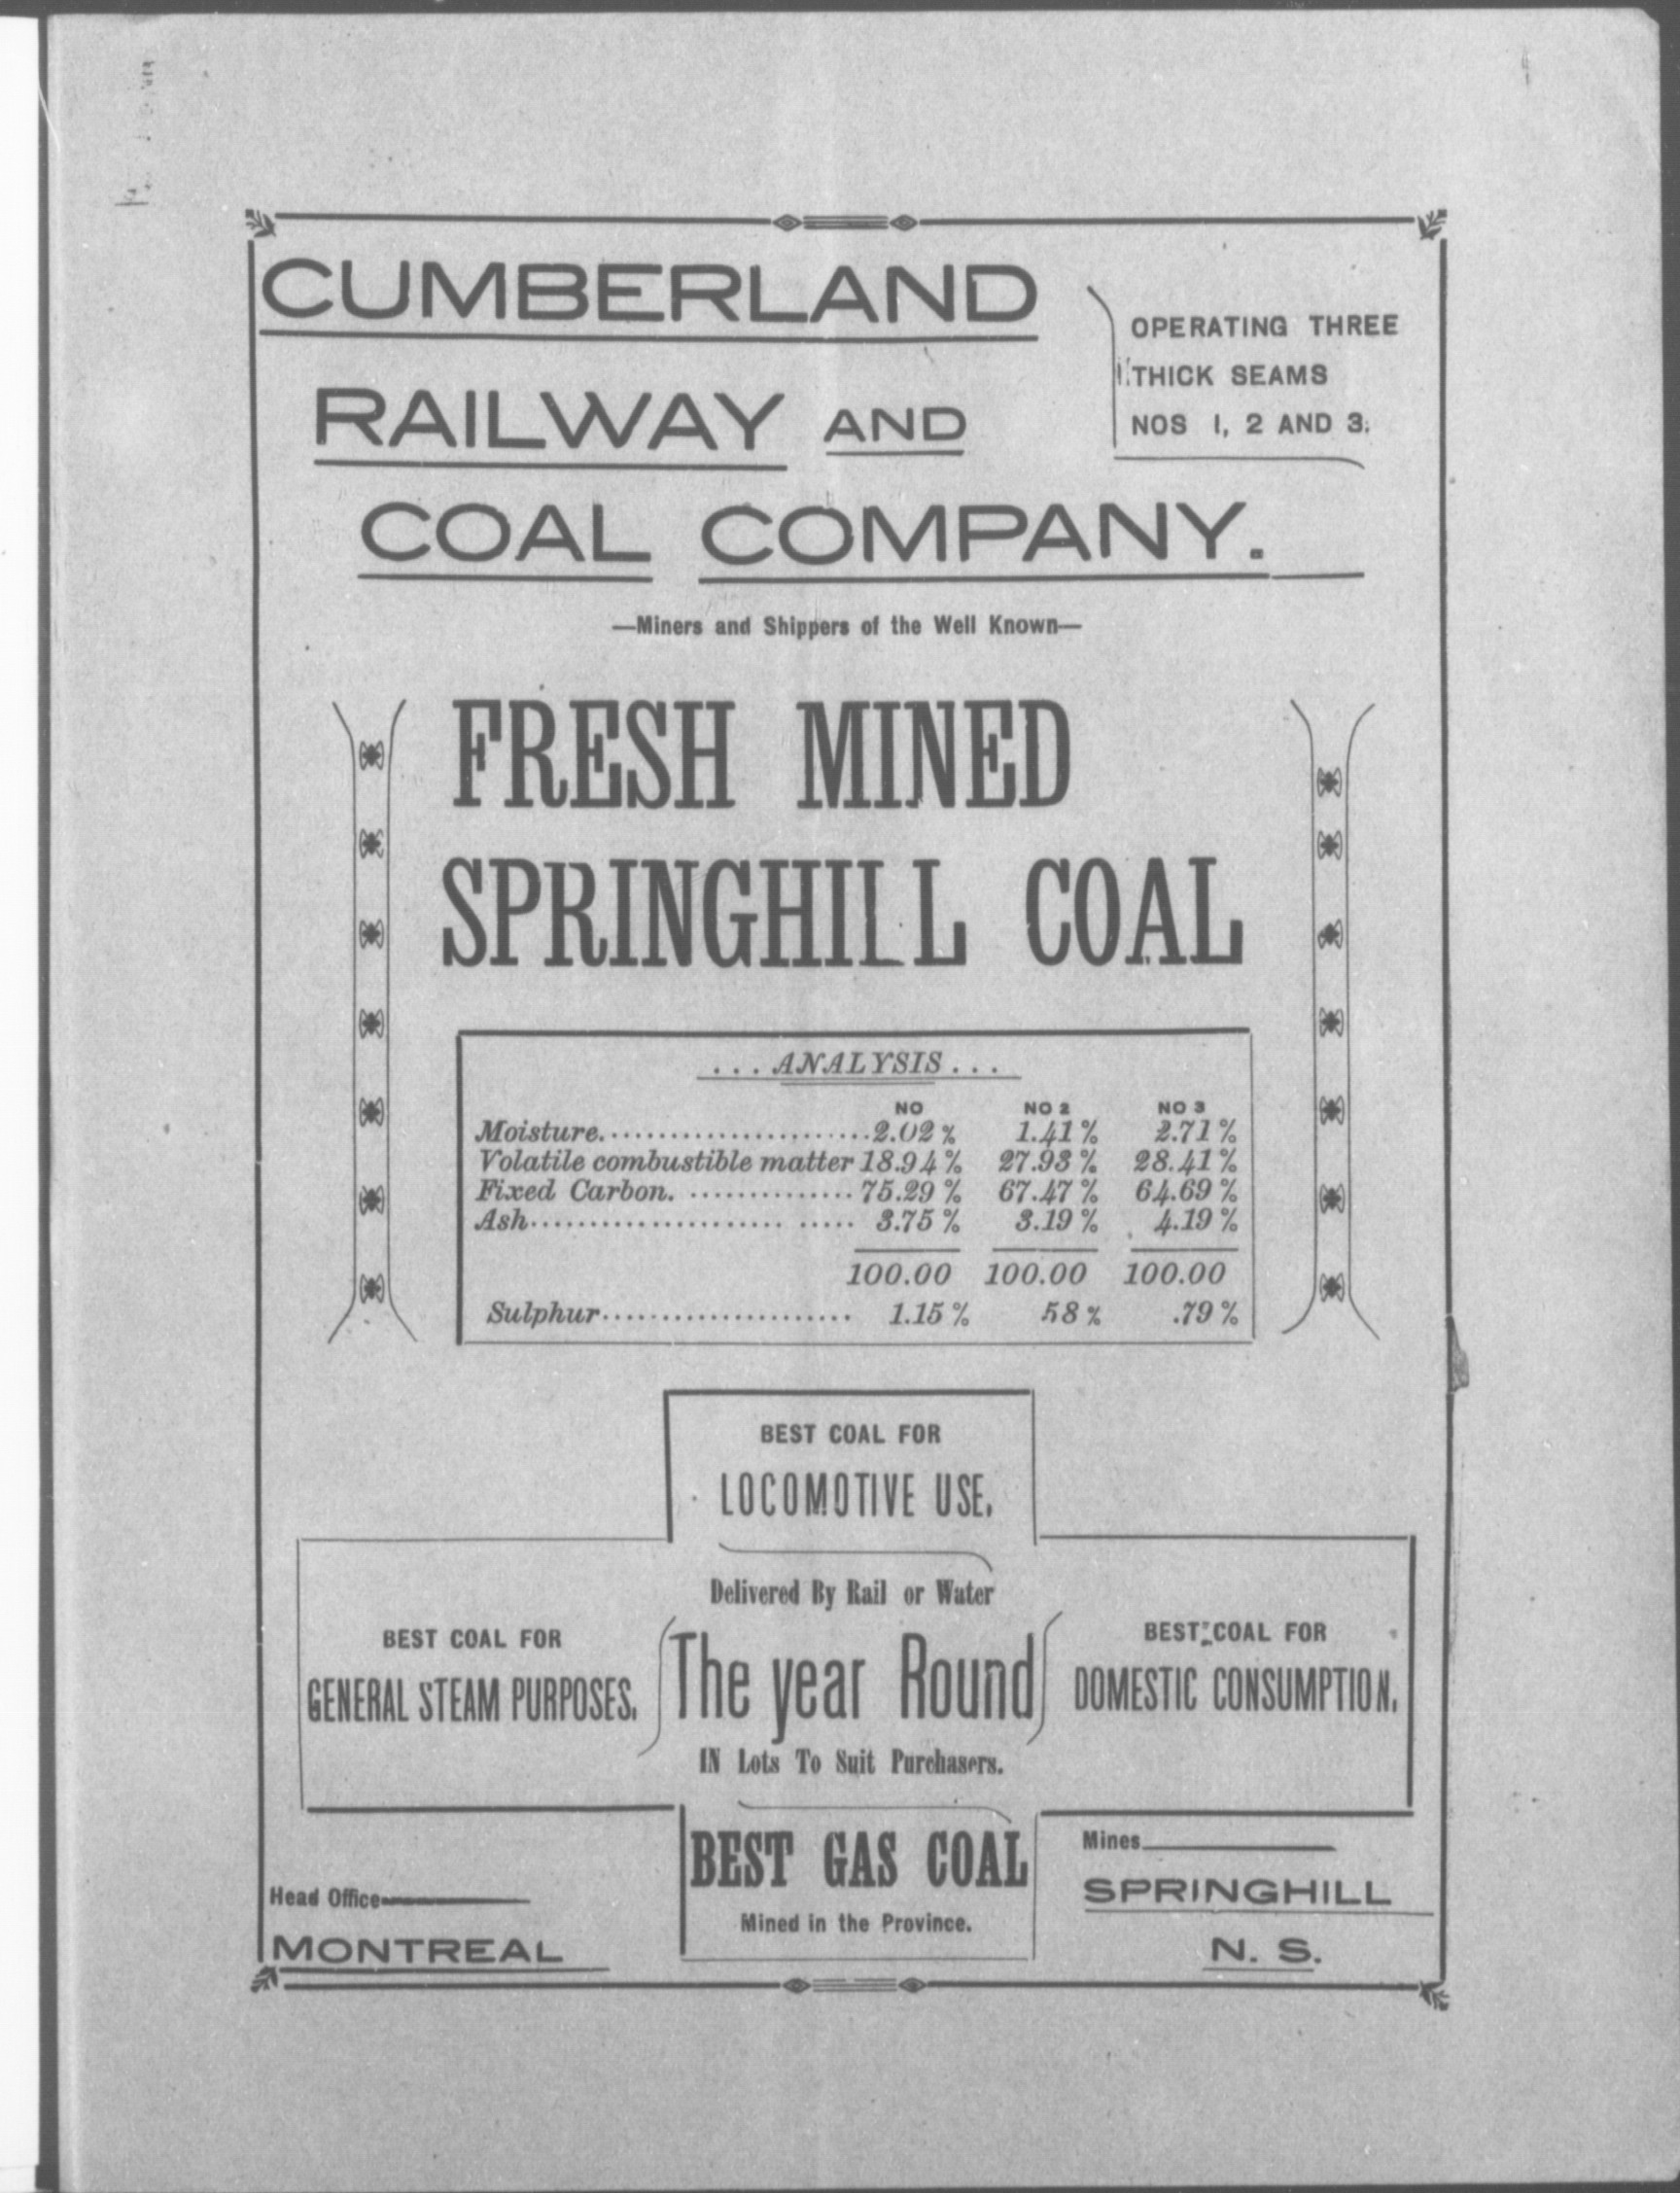 CUMBERLAND
RAILWAY AND
COAL COMPANY.
OPERATING THREE
THICK SEAMS
NOS 1, 2 AND 3.
—Miners and Shippers of the Well Known—
FRESH MINED
SPRINGHILL COAL
... ANALYSIS ...
NO NO 2 NO 3
Moisture. ...................... 2.02 % 1.41 % 2.71 %
Volatile combustible matter 18.94 % 27.93 % 28.41 %
Fixed Carbon. .............. 75.29 % 67.47 % 64.69 %
Ash...................... ..... 3.75 % 3.19 % 4.19 %
100.00 100.00 100.00
Sulphur..................... 1.15 % 58 % .79 %
BEST COAL FOR
LOCOMOTIVE USE,
Delivered By Rail or Water
The year Round
IN Lots To Suit Purchasers.
BEST COAL FOR
GENERAL STEAM PURPOSES,
BEST COAL FOR
DOMESTIC CONSUMPTION,
BEST GAS COAL
Mined in the Province.
Head Office
MONTREAL
Mines
SPRINGHILL
N. S.